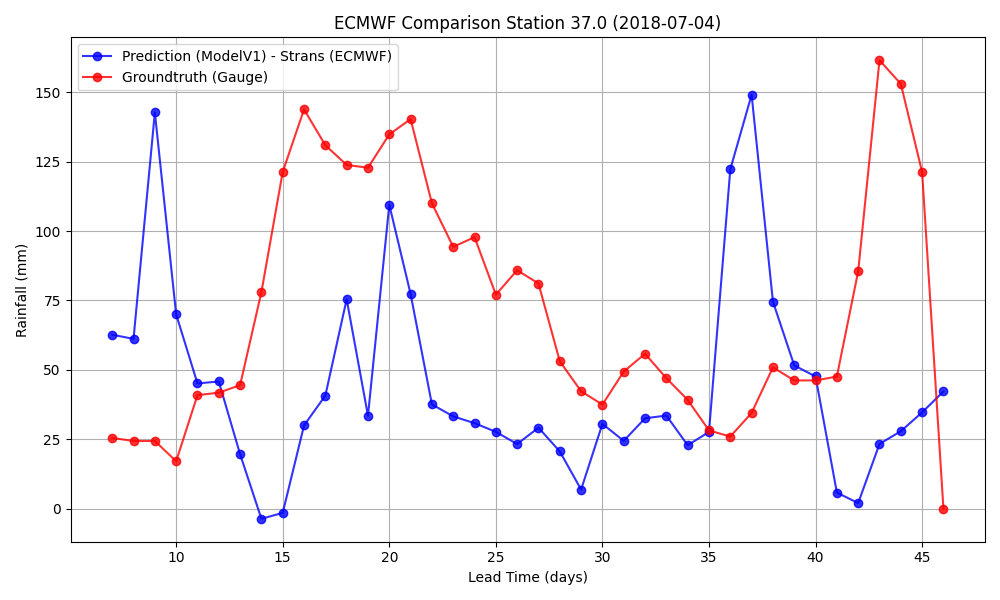 ECMWF Comparison Station 37.0 (2018-07-04)
Prediction (ModelV1) - Strans (ECMWF)
Groundtruth (Gauge)
Rainfall (mm)
150
125
100
75
50
25
0
10 15 20 25 30 35 40 45
Lead Time (days)